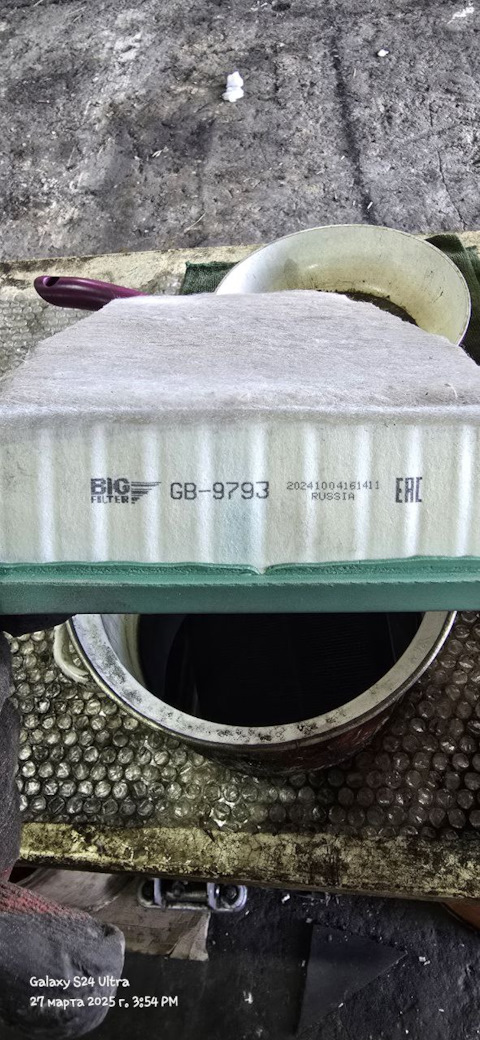 BIG
FILTER
GB-9793
20241004161411
RUSSIA
EAC
Galaxy S24 Ultra
27 марта 2025 г. 3:54 PM